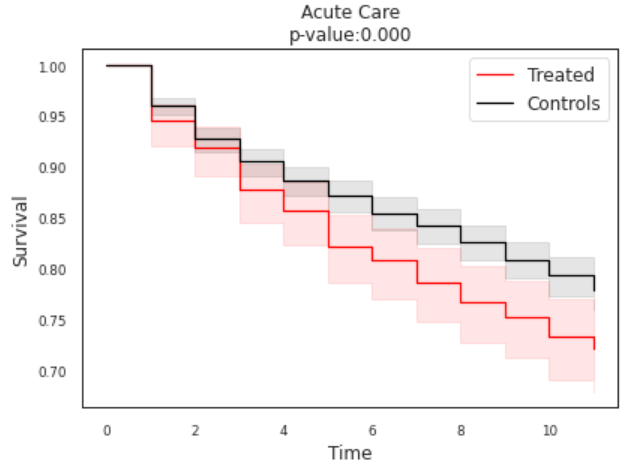 Acute Care
p-value:0.000
1.00
0.95
0.90
0.85
0.80
0.75
0.70
Survival
Treated
Controls
0 2 4 6 8 10
Time